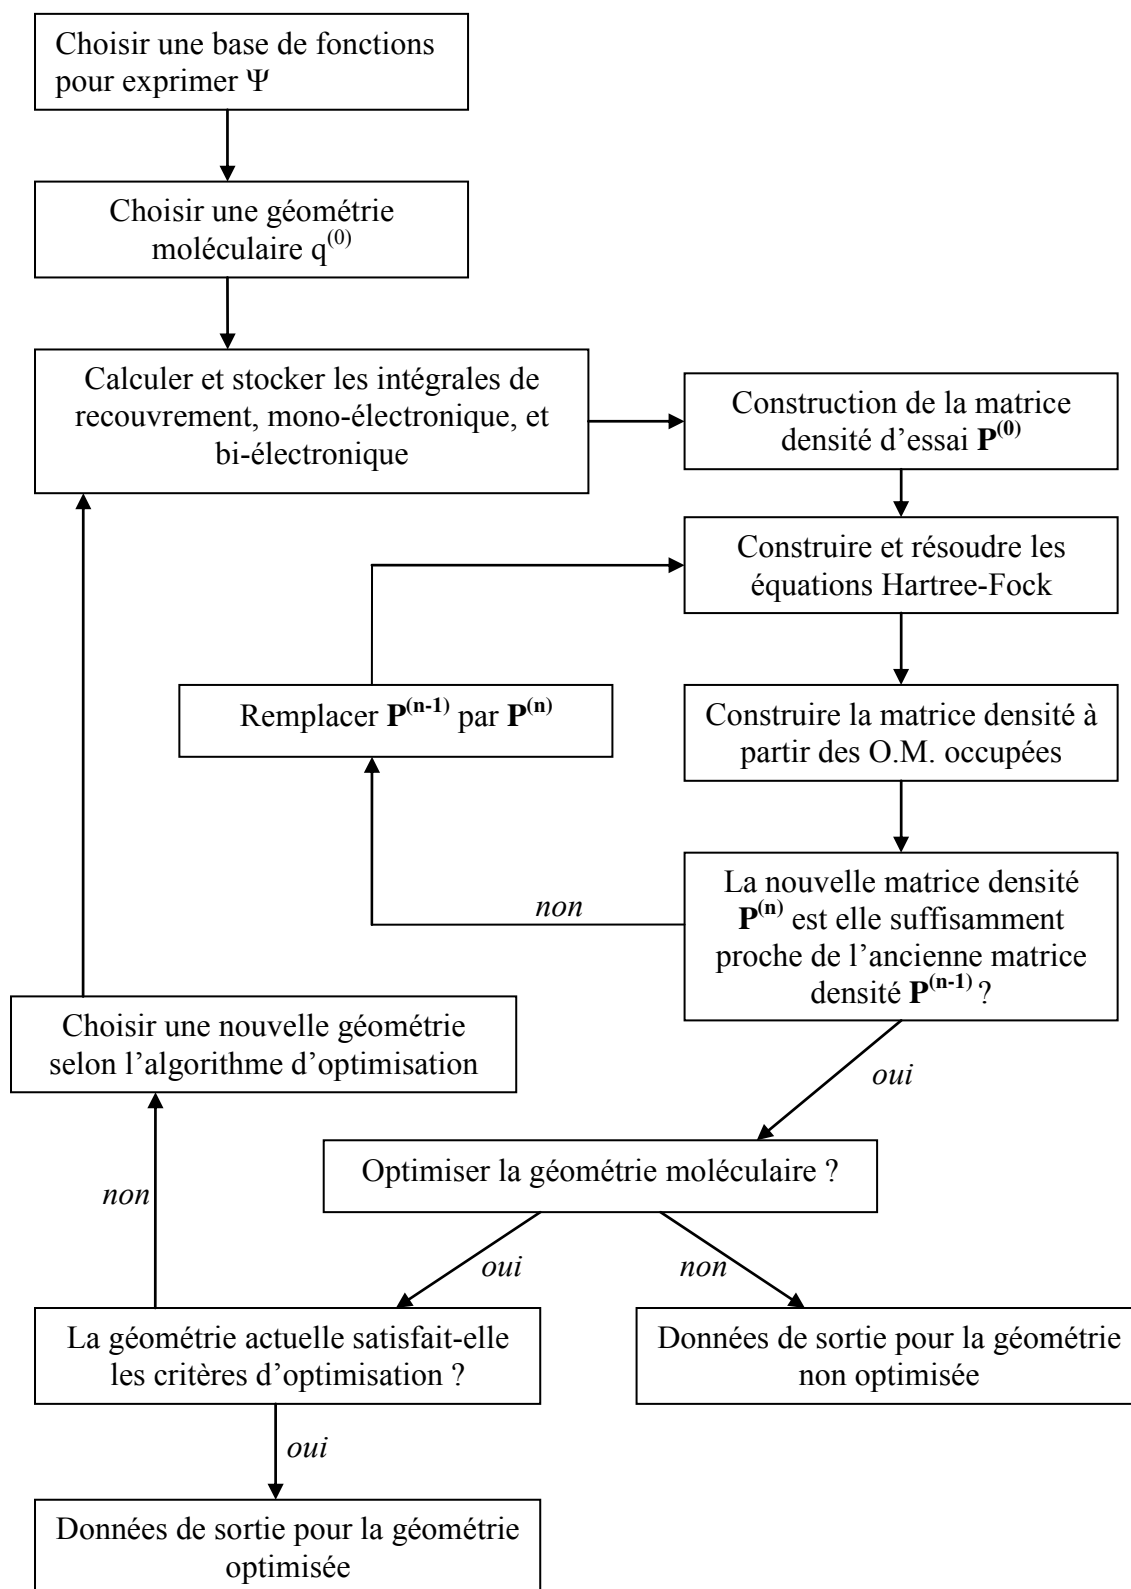 Choisir une base de fonctions
pour exprimer Ψ
Choisir une géométrie
moléculaire q(0)
Calculer et stocker les intégrales de
recouvrement, mono-électronique, et
bi-électronique
Construction de la matrice
densité d’essai P(0)
Construire et résoudre les
équations Hartree-Fock
Remplacer P(n-1) par P(n)
Construire la matrice densité à
partir des O.M. occupées
La nouvelle matrice densité
P(n) est elle suffisamment
proche de l’ancienne matrice
densité P(n-1) ?
non
Choisir une nouvelle géométrie
selon l’algorithme d’optimisation
oui
Optimiser la géométrie moléculaire ?
non
oui
non
La géométrie actuelle satisfait-elle
les critères d’optimisation ?
Données de sortie pour la géométrie
non optimisée
oui
Données de sortie pour la géométrie
optimisée